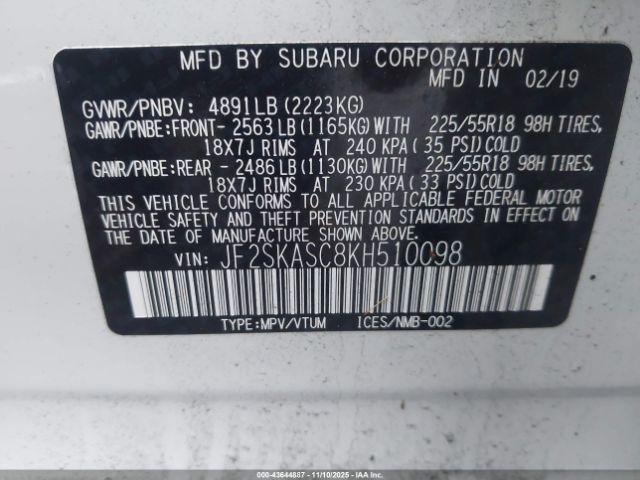 MFD BY SUBARU CORPORATION
MFD IN 02/19
GVWR/PNBV: 4891LB (2223KG)
GAWR/PNBE:FRONT- 2563 LB (1165KG)WITH 225/55R18 98H TIRES,
18X7J RIMS AT 240 KPA ( 35 PSI)COLD
GAWR/PNBE:REAR - 2486 LB (1130KG)WITH 225/55R18 98H TIRES,
18X7J RIMS AT 230 KPA ( 33 PSI)COLD
THIS VEHICLE CONFORMS TO ALL APPLICABLE FEDERAL MOTOR
VEHICLE SAFETY AND THEFT PREVENTION STANDARDS IN EFFECT ON
THE DATE OF MANUFACTURE SHOWN ABOVE.
VIN: JF2SKASC8KH510098
TYPE:MPV/VTUM ICES/NMB-002
000-43644887 - 11/10/2025 - IAAI.com